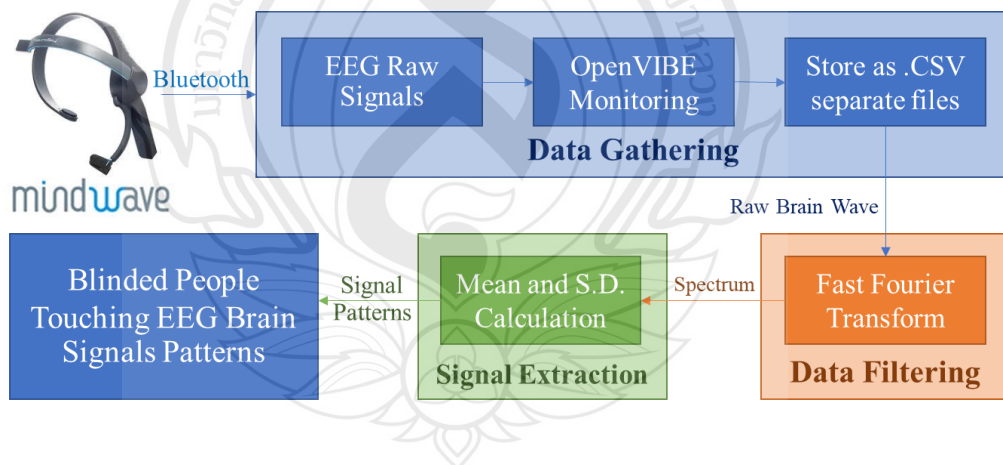 Bluetooth
EEG Raw
Signals
OpenVIBE
Monitoring
Store as .CSV
separate files
Data Gathering
mindwave
Raw Brain Wave
Blinded People
Touching EEG Brain
Signals Patterns
Signal
Patterns
Mean and S.D.
Calculation
Spectrum
Fast Fourier
Transform
Signal Extraction
Data Filtering